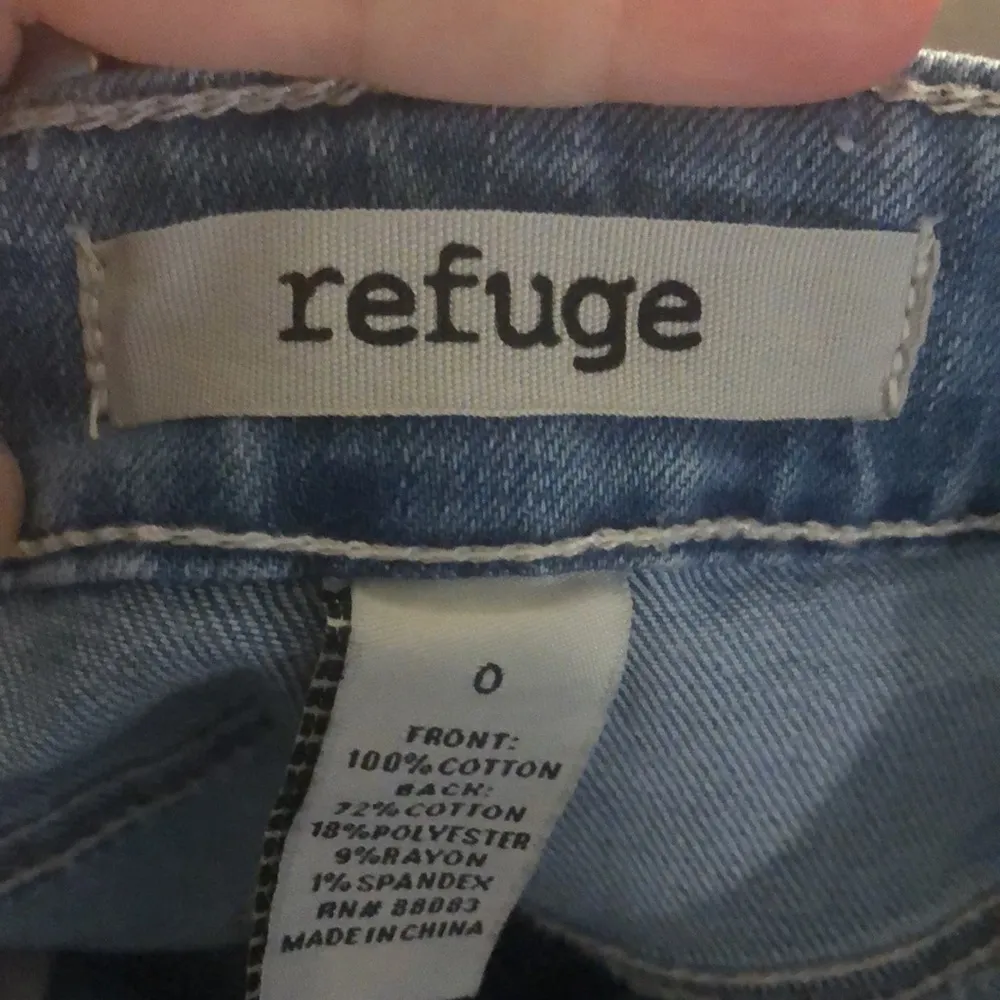 refuge
0
FRONT:
100% COTTON
BACK:
72% COTTON
18% POLYESTER
9% RAYON
1% SPANDEX
RN# 88083
MADE IN CHINA